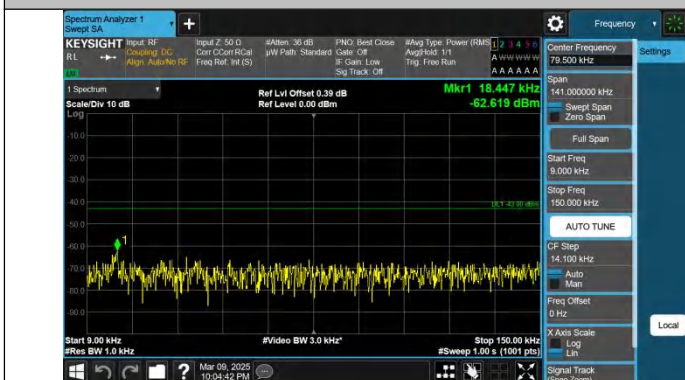 Spectrum Analyzer 1
Swept SA
Frequency
KEYSIGHT
RL
Input: RF
Coupling: DC
Align: Auto/No RF
Input Z: 50 Ω
Corr CCorr RCal
Freq Ref: Int (S)
#Atten: 36 dB
µW Path: Standard
PNO: Best Close
Gate: Off
IF Gain: Low
Sig Track: Off
#Avg Type: Power (RMS)
Avg|Hold: 1/1
Trig: Free Run
1 2 3 4 5 6
A W W W W W
A A A A A A
1 Spectrum
Scale/Div 10 dB
Log
Ref Lvl Offset 0.39 dB
Ref Level 0.00 dBm
Mkr1 18.447 kHz
-62.619 dBm
-10.0
-20.0
-30.0
-40.0
DL1 -43.00 dBm
-50.0
1
-60.0
-70.0
-80.0
-90.0
Start 9.00 kHz
#Res BW 1.0 kHz
#Video BW 3.0 kHz*
Stop 150.00 kHz
#Sweep 1.00 s (1001 pts)
Mar 09, 2025
10:04:42 PM
Center Frequency
79.500 kHz
Settings
Span
141.000000 kHz
Swept Span
Zero Span
Full Span
Start Freq
9.000 kHz
Stop Freq
150.000 kHz
AUTO TUNE
CF Step
14.100 kHz
Auto
Man
Freq Offset
0 Hz
X Axis Scale
Log
Lin
Local
Signal Track
(Span Zoom)